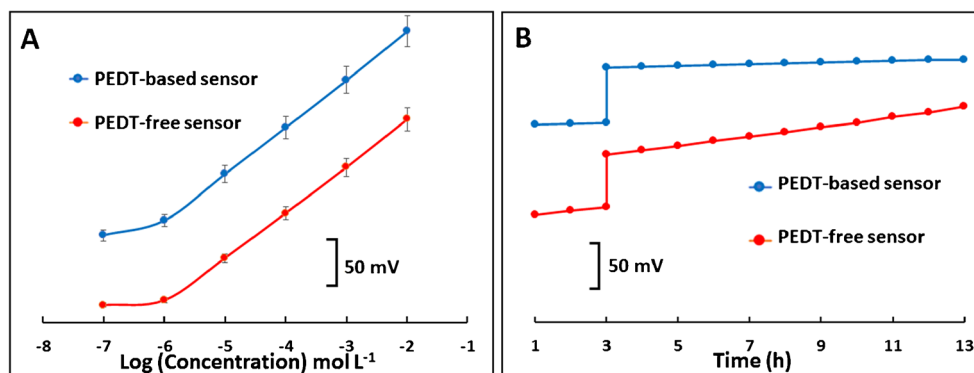 A
PEDT-based sensor
PEDT-free sensor
50 mV
-8 -7 -6 -5 -4 -3 -2 -1
Log (Concentration) mol L⁻¹
B
PEDT-based sensor
PEDT-free sensor
50 mV
1 3 5 7 9 11 13
Time (h)